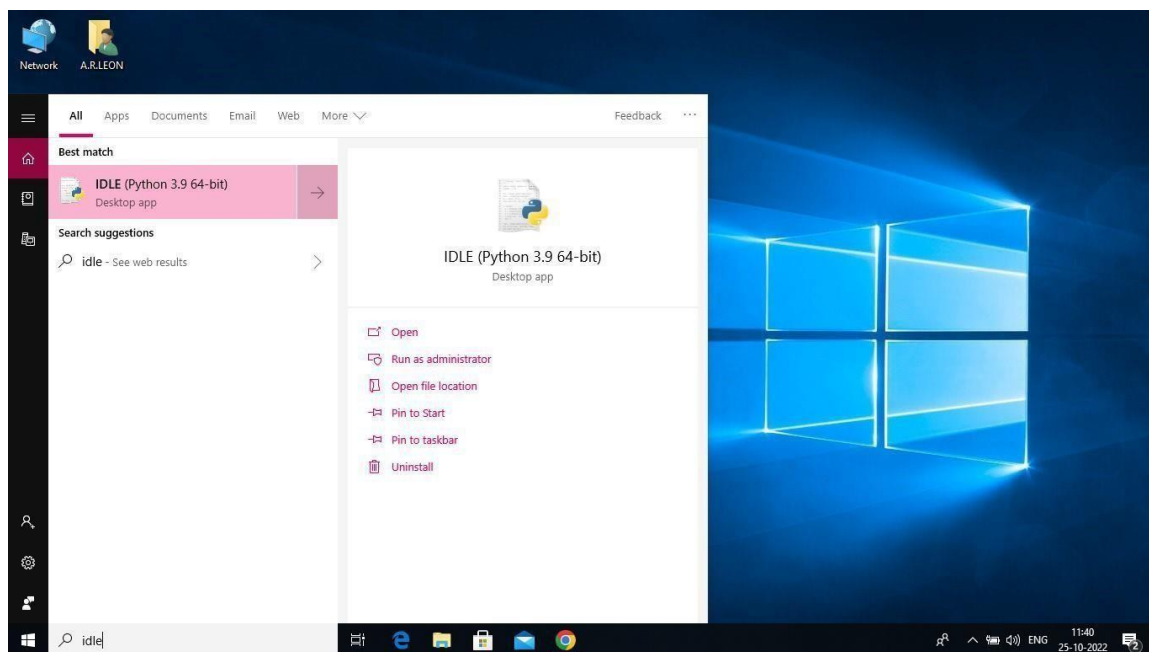 Network A.R.LEON
All Apps Documents Email Web More Feedback ...
Best match
IDLE (Python 3.9 64-bit)
Desktop app
Search suggestions
idle - See web results
IDLE (Python 3.9 64-bit)
Desktop app
Open
Run as administrator
Open file location
Pin to Start
Pin to taskbar
Uninstall
idle
ENG
11:40
25-10-2022
2